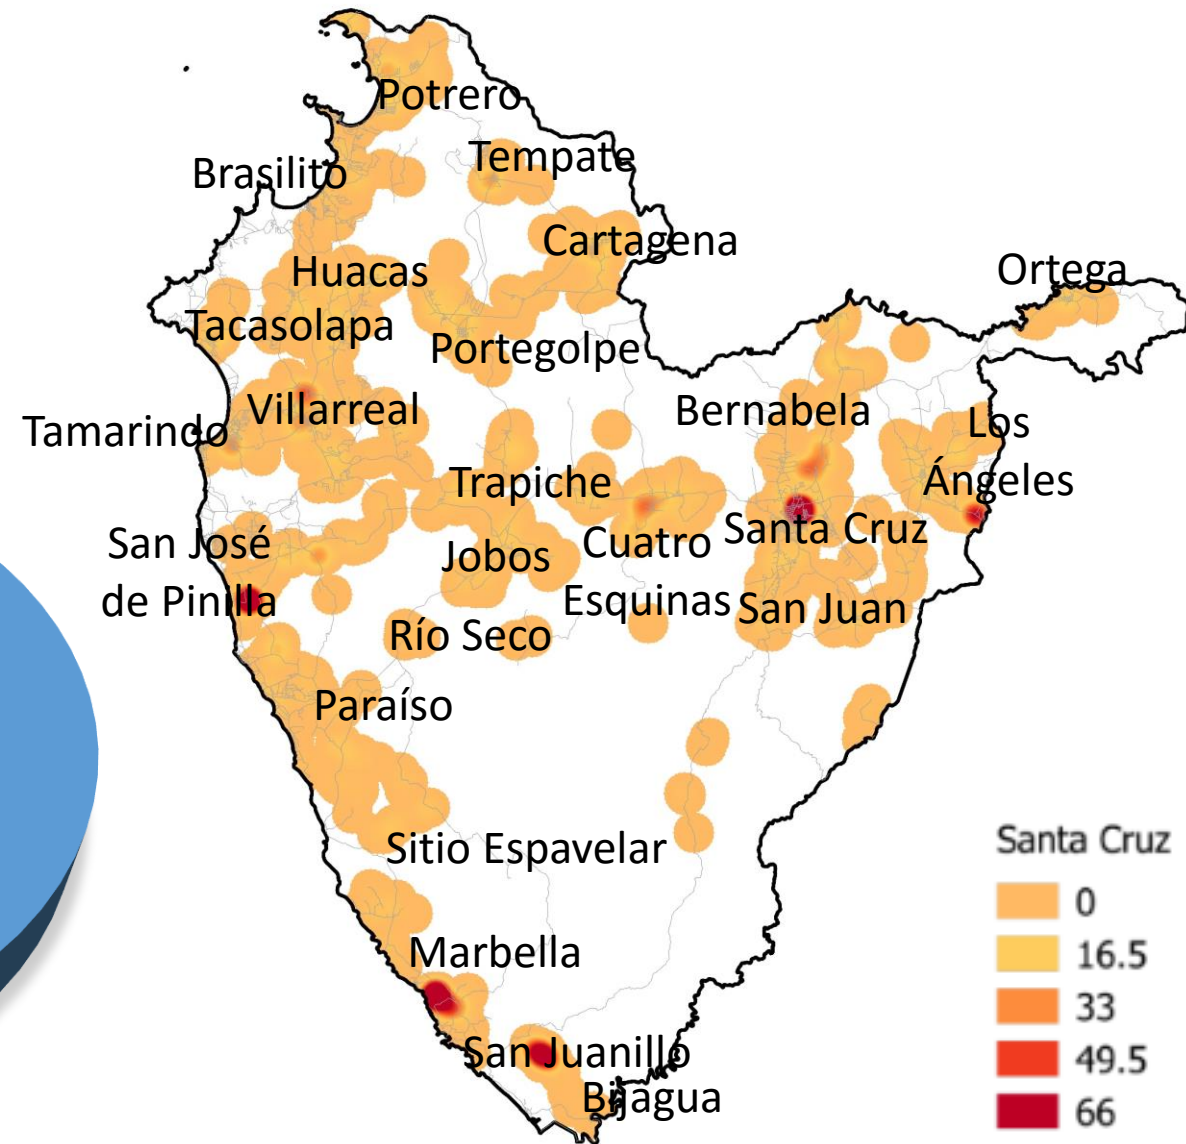 Potrero
Tempate
Brasilito
Cartagena
Huacas
Ortega
Tacasolapa
Portegolpe
Villarreal
Bernabela
Tamarindo
Los
Ángeles
Trapiche
Santa Cruz
San José
de Pinilla
Jobos
Cuatro
Esquinas
San Juan
Río Seco
Paraíso
Sitio Espavelar
Marbella
San Juanillo
Bijagua
Santa Cruz
0
16.5
33
49.5
66